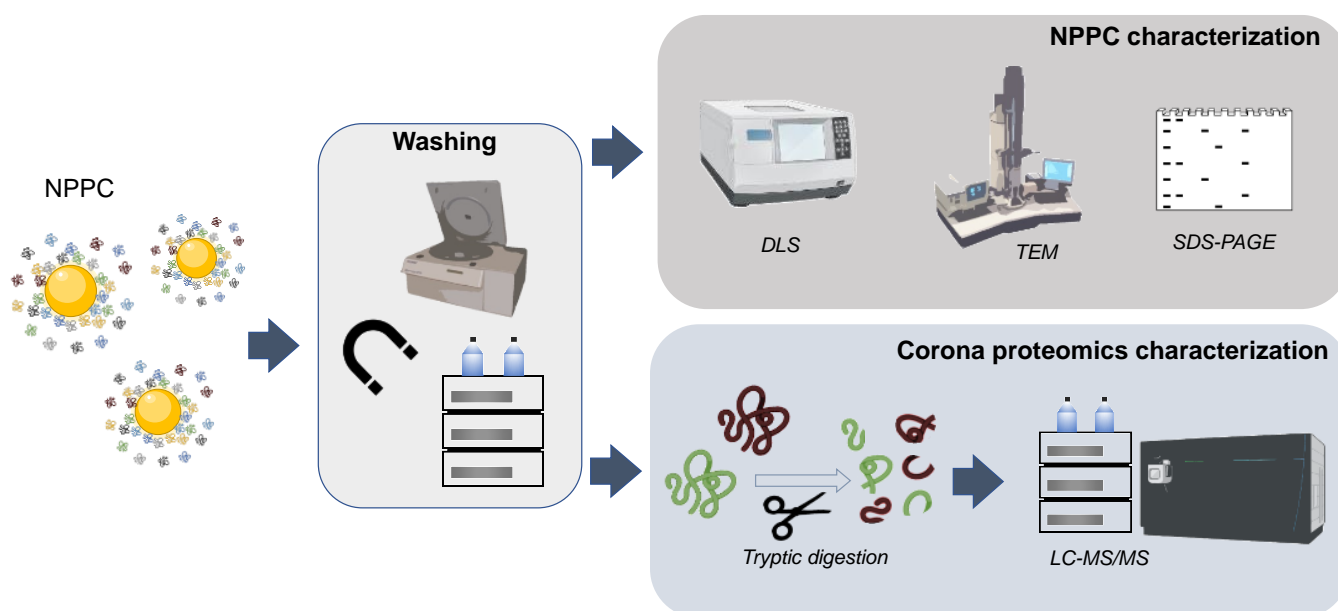 NPPC
Washing
NPPC characterization
DLS
TEM
SDS-PAGE
Corona proteomics characterization
Tryptic digestion
LC-MS/MS